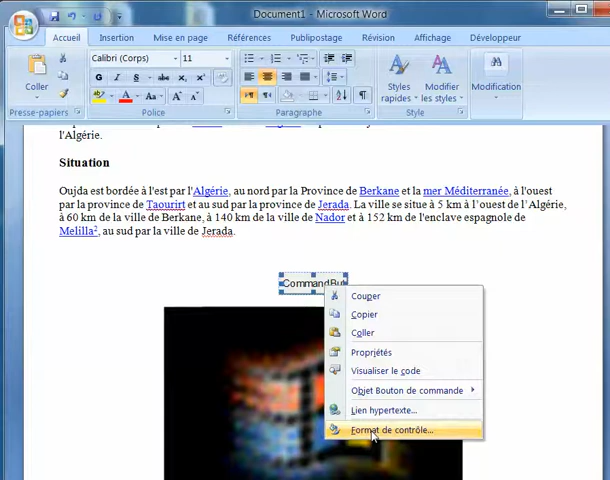 Document1 - Microsoft Word
Accueil Insertion Mise en page Références Publipostage Révision Affichage Développeur
Calibri (Corps) 11
Coller
G I S abc x₂ x²
Styles rapides
Modifier les styles
Modification
Presse-papiers Police Paragraphe Style
l'Algérie.
Situation
Oujda est bordée à l'est par l'Algérie, au nord par la Province de Berkane et la mer Méditerranée, à l'ouest
par la province de Taourirt et au sud par la province de Jerada. La ville se situe à 5 km à l'ouest de l'Algérie,
à 60 km de la ville de Berkane, à 140 km de la ville de Nador et à 152 km de l'enclave espagnole de
Melilla², au sud par la ville de Jerada.
CommandBut
Couper
Copier
Coller
Propriétés
Visualiser le code
Objet Bouton de commande
Lien hypertexte...
Format de contrôle...